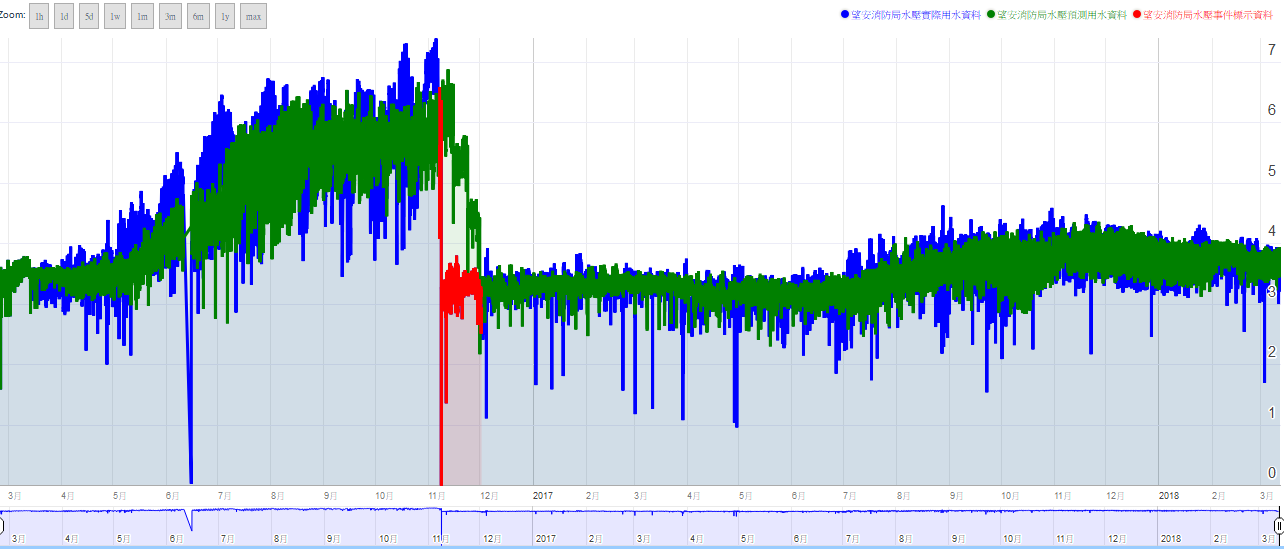 Zoom: 1h 1d 5d 1w 1m 3m 6m 1y max
望安消防局水壓實際用水資料 望安消防局水壓預測用水資料 望安消防局水壓事件標示資料
7
6
5
4
3
2
1
0
3月 4月 5月 6月 7月 8月 9月 10月 11月 12月 2017 2月 3月 4月 5月 6月 7月 8月 9月 10月 11月 12月 2018 2月 3月
3月 4月 5月 6月 7月 8月 9月 10月 11月 12月 2017 2月 3月 4月 5月 6月 7月 8月 9月 10月 11月 12月 2018 2月 3月